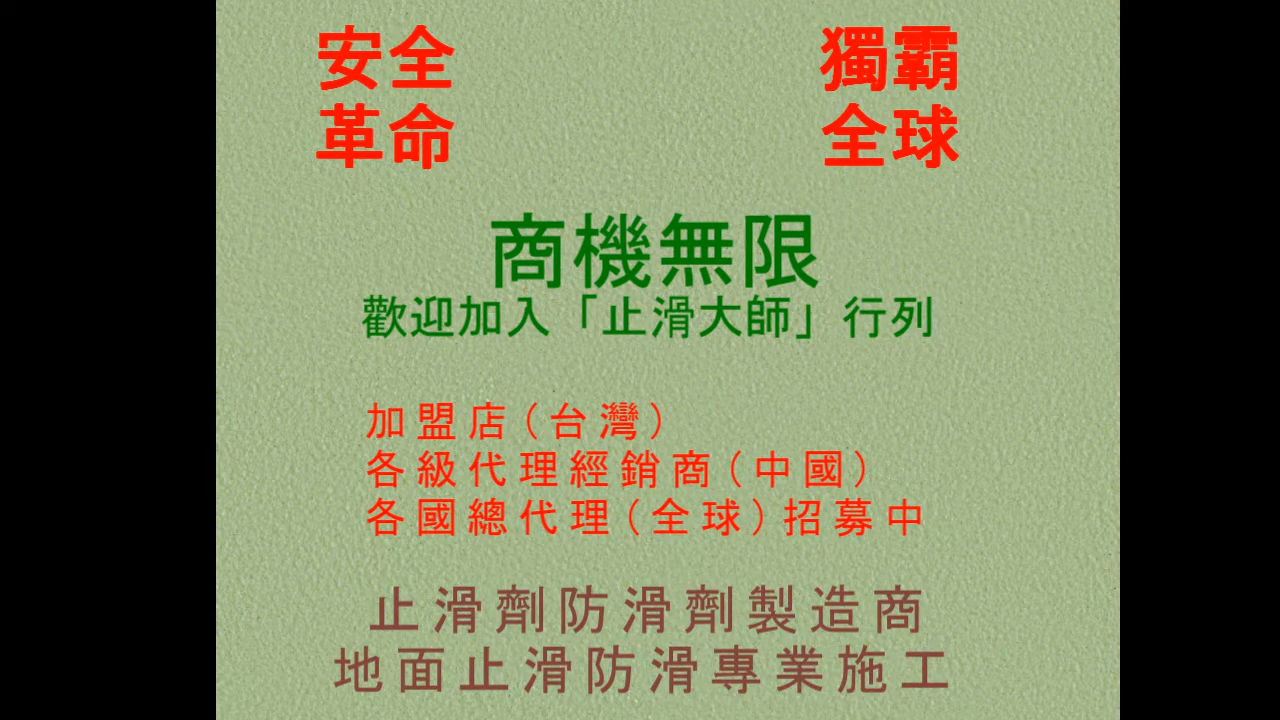 安全
革命
獨霸
全球
商機無限
歡迎加入「止滑大師」行列
加盟店(台灣)
各級代理經銷商(中國)
各國總代理(全球)招募中
止滑劑防滑劑製造商
地面止滑防滑專業施工